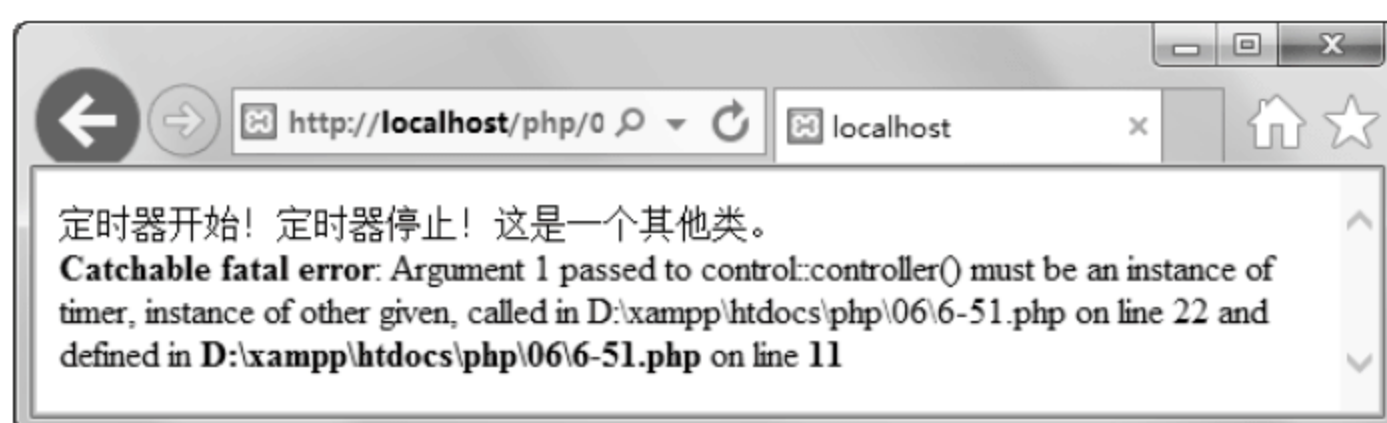 http://localhost/php/0
localhost
定时器开始！定时器停止！这是一个其他类。
Catchable fatal error: Argument 1 passed to control::controller() must be an instance of
timer, instance of other given, called in D:\xampp\htdocs\php\06\6-51.php on line 22 and
defined in D:\xampp\htdocs\php\06\6-51.php on line 11